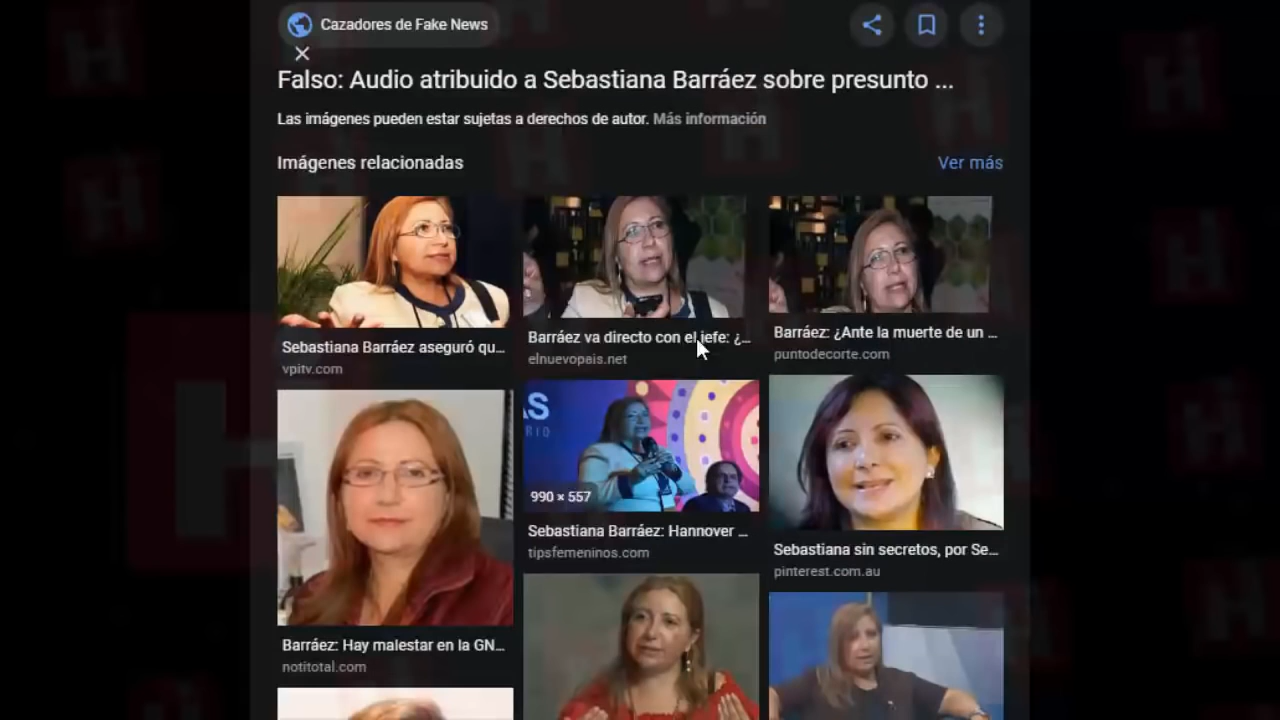 Cazadores de Fake News
Falso: Audio atribuido a Sebastiana Barráez sobre presunto ...
Las imágenes pueden estar sujetas a derechos de autor. Más información
Imágenes relacionadas
Ver más
Sebastiana Barráez aseguró qu...
vpitv.com
Barráez va directo con el jefe: ¿...
elnuevopais.net
Barráez: ¿Ante la muerte de un ...
puntodecorte.com
AS
RIO
990 × 557
Sebastiana Barráez: Hannover ...
tipsfemeninos.com
Sebastiana sin secretos, por Se...
pinterest.com.au
Barráez: Hay malestar en la GN...
notitotal.com